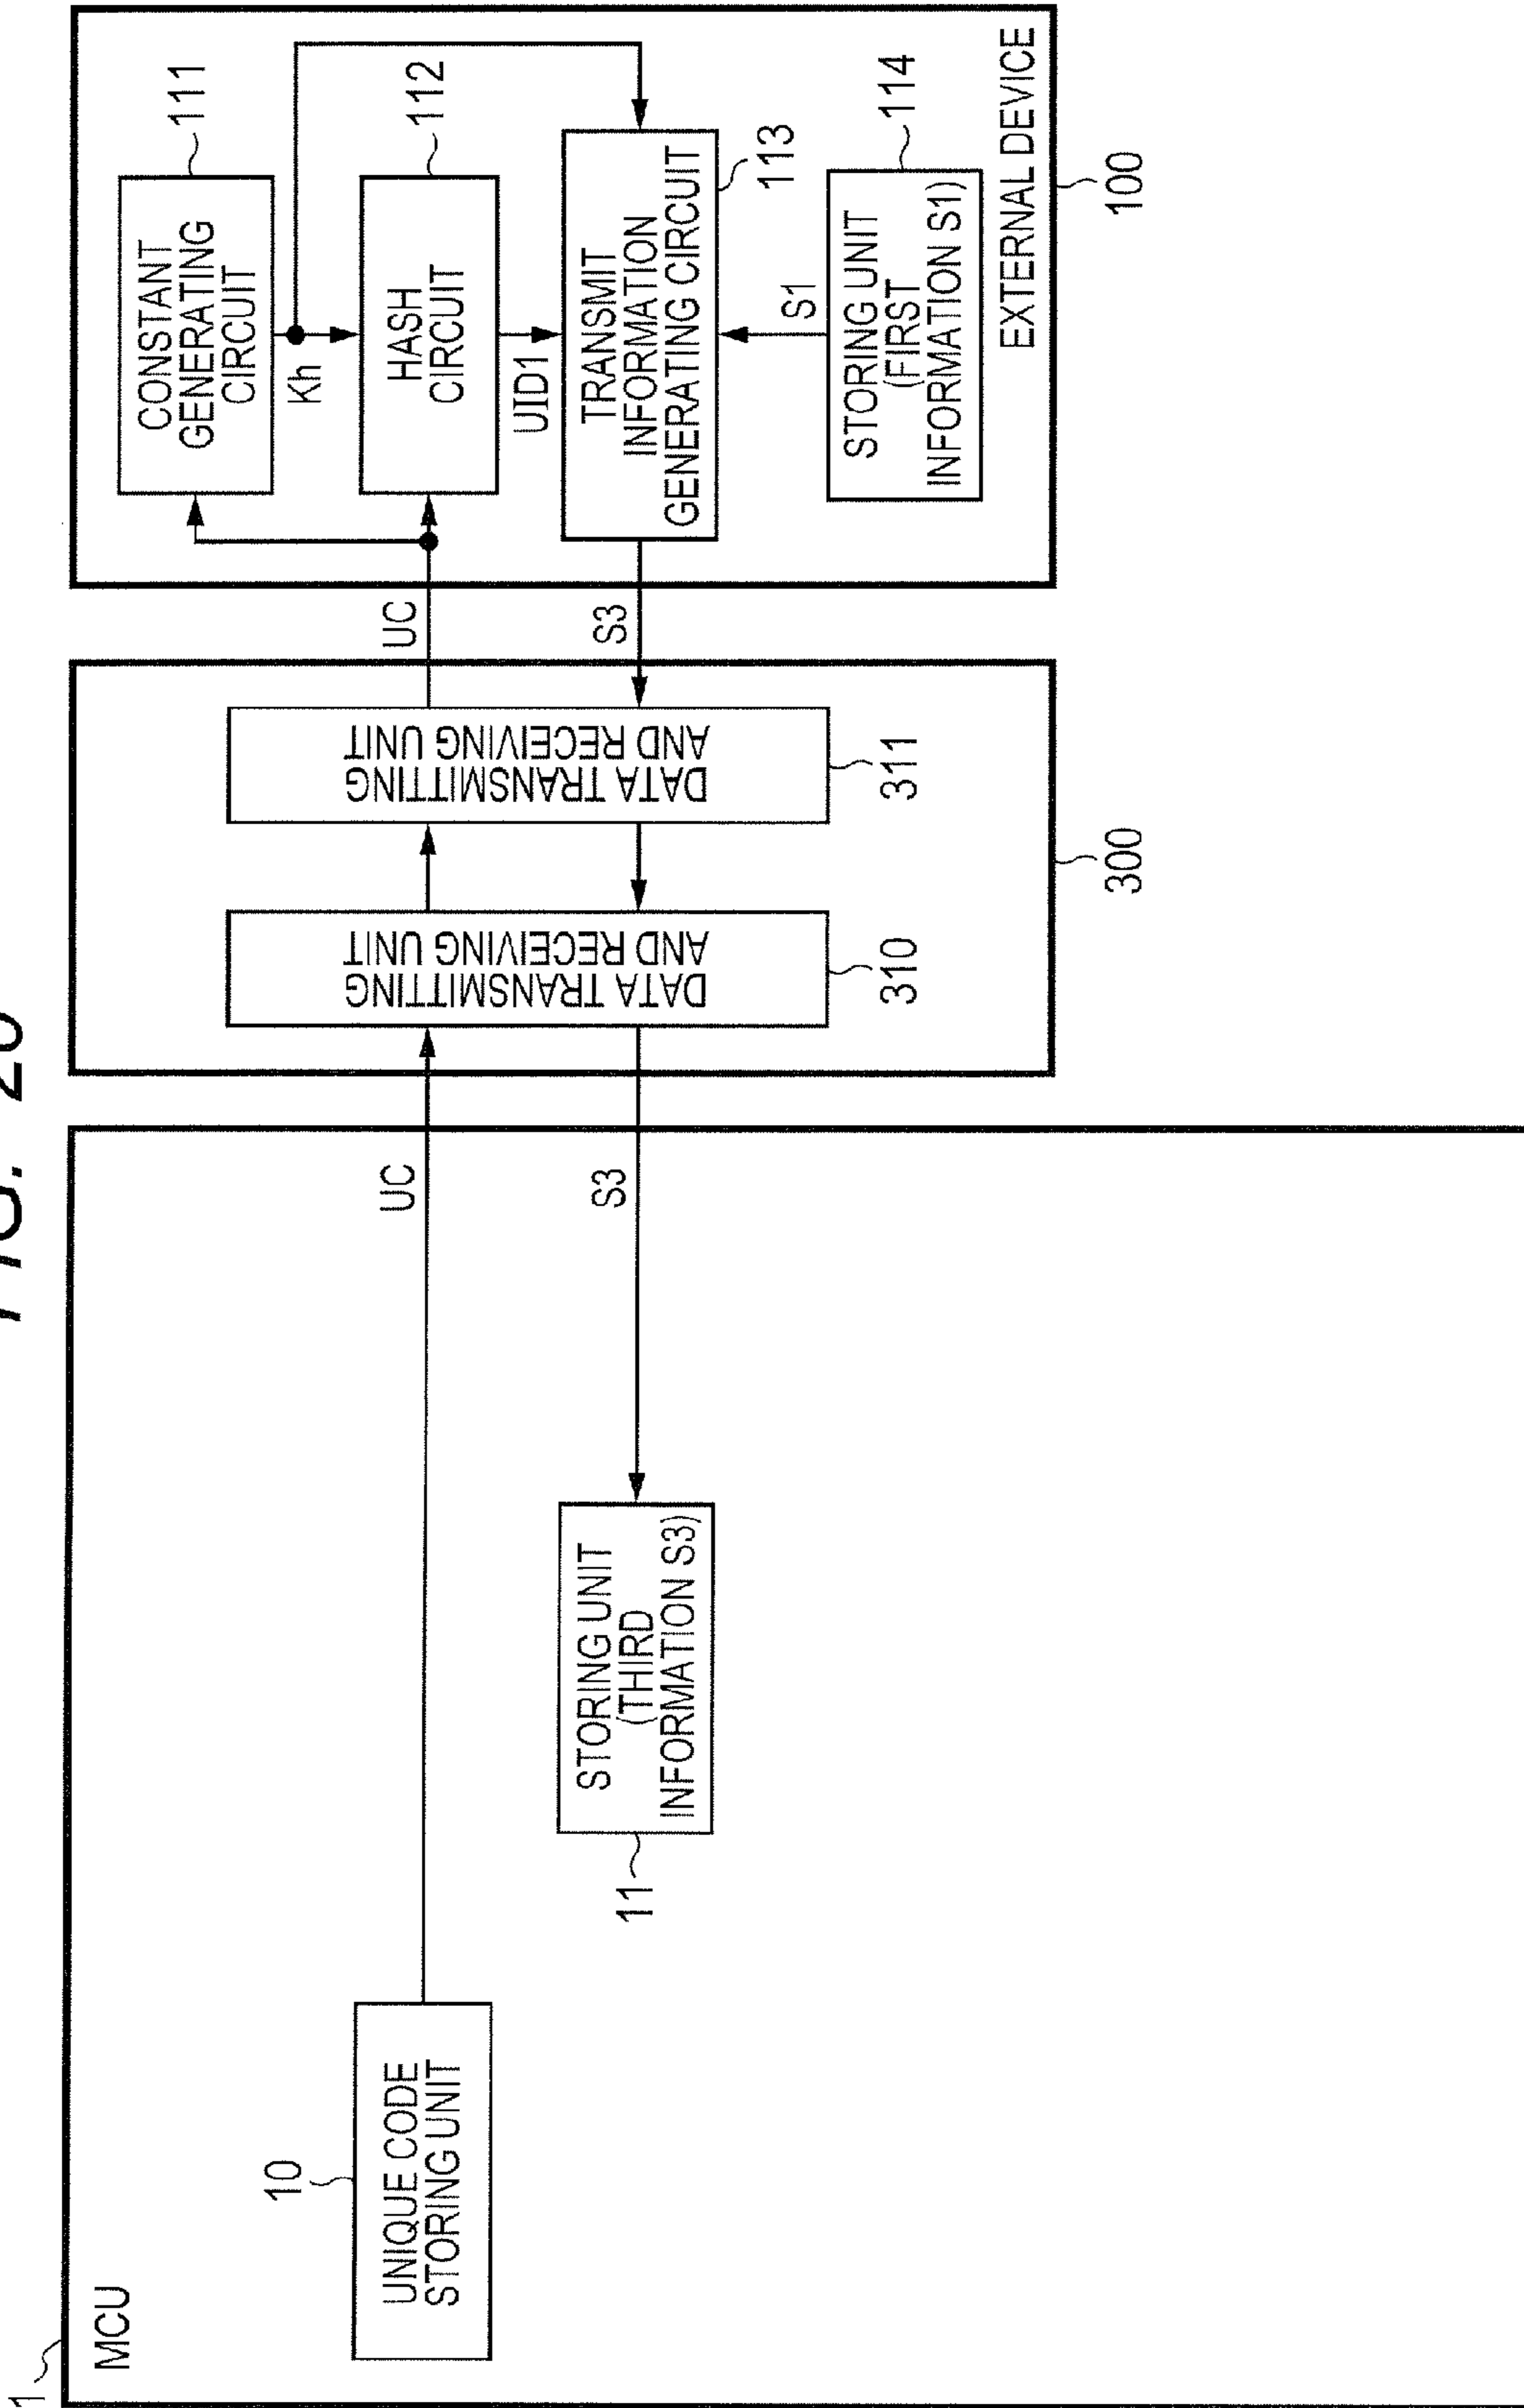 FIG. 20
1
MCU
10
UNIQUE CODE
STORING UNIT
UC
S3
STORING UNIT
(THIRD
INFORMATION S3)
11
DATA TRANSMITTING
AND RECEIVING UNIT
310
DATA TRANSMITTING
AND RECEIVING UNIT
311
300
UC
S3
CONSTANT
GENERATING
CIRCUIT
111
Kh
HASH
CIRCUIT
112
UID1
TRANSMIT
INFORMATION
GENERATING CIRCUIT
113
S1
STORING UNIT
(FIRST
INFORMATION S1)
114
EXTERNAL DEVICE
100